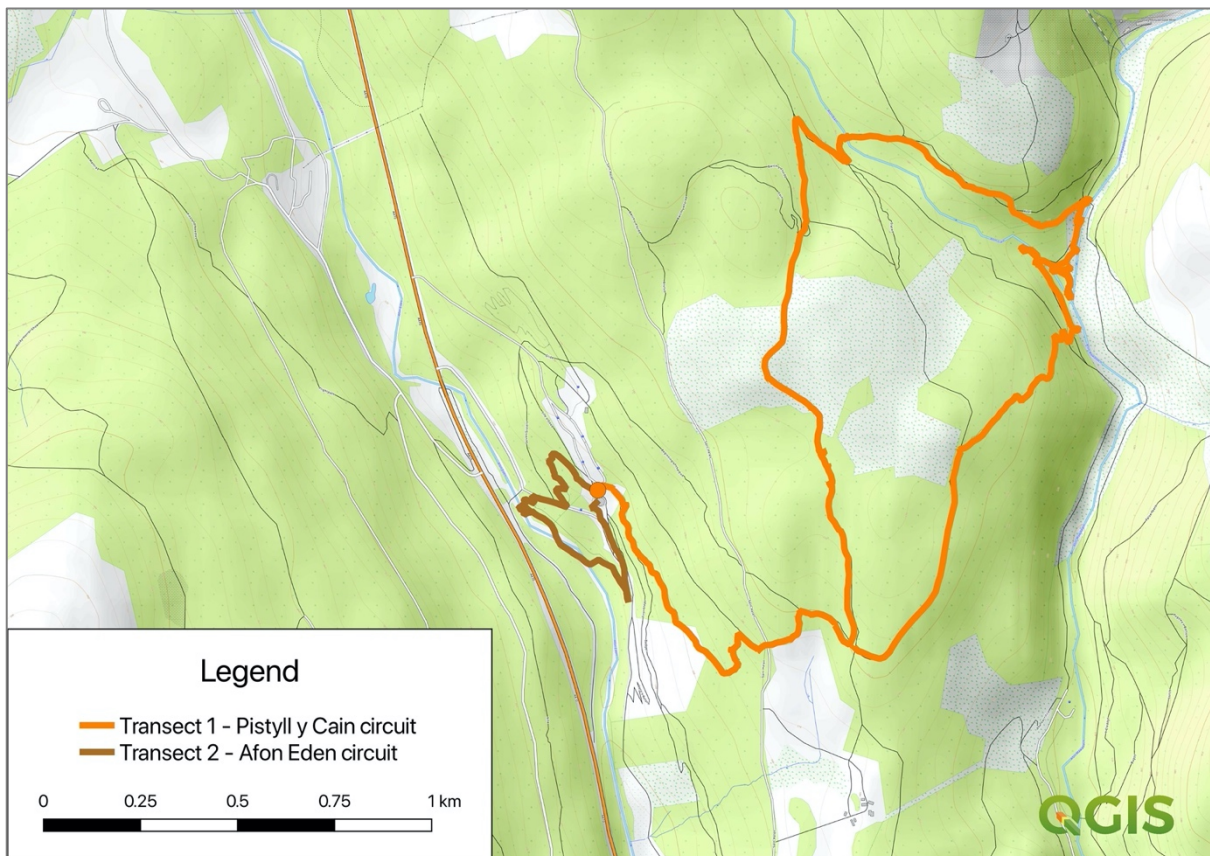 Legend
Transect 1 - Pistyll y Cain circuit
Transect 2 - Afon Eden circuit
0 0.25 0.5 0.75 1 km
QGIS